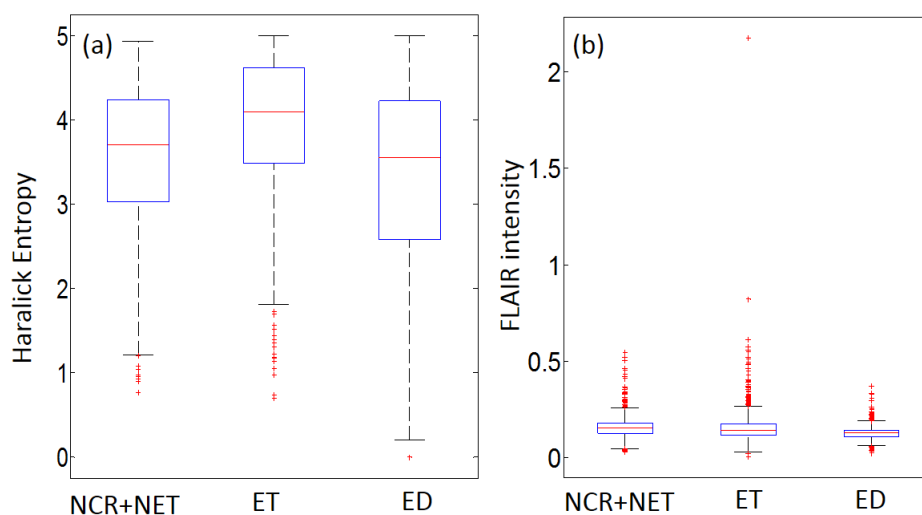 (a)
Haralick Entropy
5
4
3
2
1
0
NCR+NET ET ED
(b)
FLAIR intensity
2
1.5
1
0.5
0
NCR+NET ET ED